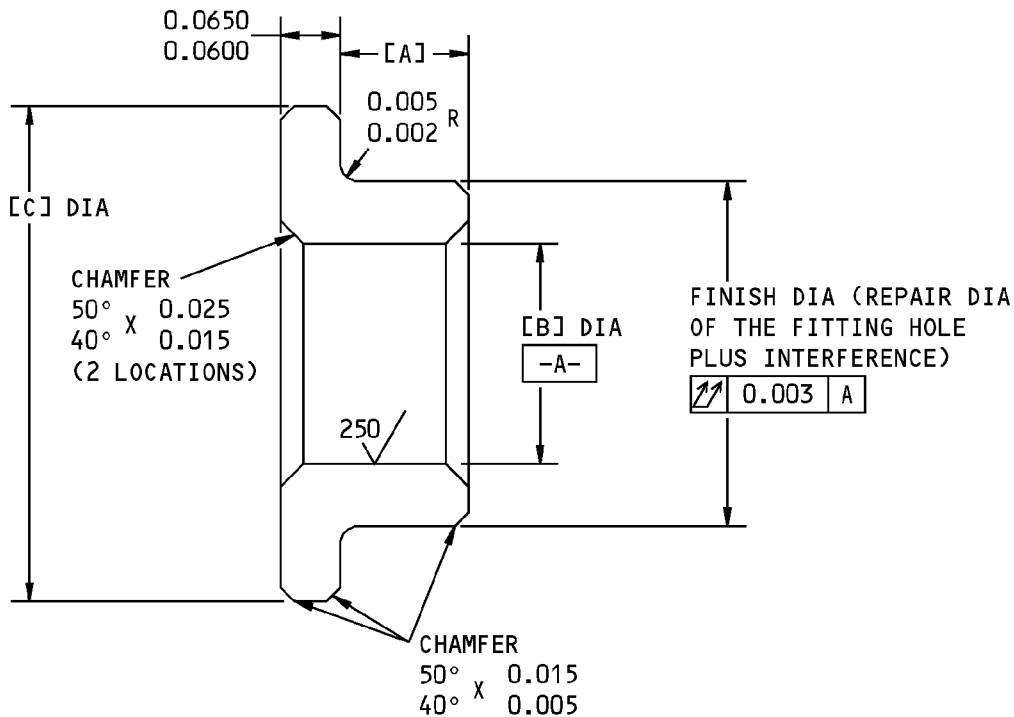 0.0650
0.0600
[A]
0.005
0.002 R
[C] DIA
CHAMFER
50° X 0.025
40° 0.015
(2 LOCATIONS)
[B] DIA
-A-
250
FINISH DIA (REPAIR DIA
OF THE FITTING HOLE
PLUS INTERFERENCE)
0.003 A
CHAMFER
50° X 0.015
40° 0.005